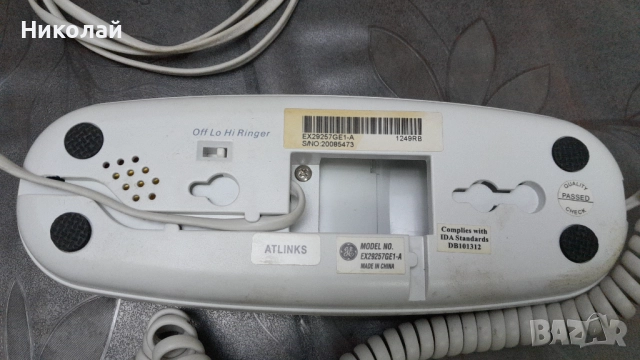 Николай
Off Lo Hi Ringer
EX29257GE1-A 1249RB
S/NO:20085473
QUALITY
PASSED
CHECK
Complies with
IDA Standards
DB101312
ATLINKS
MODEL NO.
EX29257GE1-A
MADE IN CHINA
BAZAR
bg